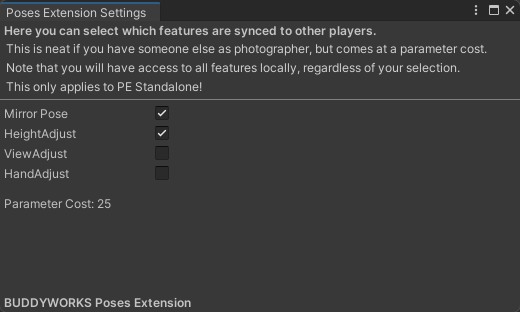 Poses Extension Settings
Here you can select which features are synced to other players.
This is neat if you have someone else as photographer, but comes at a parameter cost.
Note that you will have access to all features locally, regardless of your selection.
This only applies to PE Standalone!
Mirror Pose
HeightAdjust
ViewAdjust
HandAdjust
Parameter Cost: 25
BUDDYWORKS Poses Extension